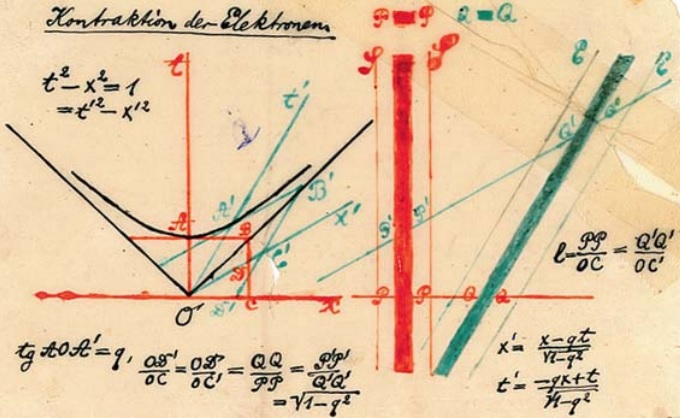 Kontraktion der Elektronen
P = P Q = Q
t² − x² = 1
= t'² − x'²
t
t'
A
A'
B
B'
x'
C'
D
D'
C
x
O
P'
P'
Q'
Q'
P
P
Q
Q
l = PP/OC = Q'Q'/OC'
x' = x−qt/√1−q²
t' = −qx+t/√1−q²
tg AOA' = q, OD'/OC = OD/OC' = QQ/PP = P'P'/Q'Q'
= √1−q²